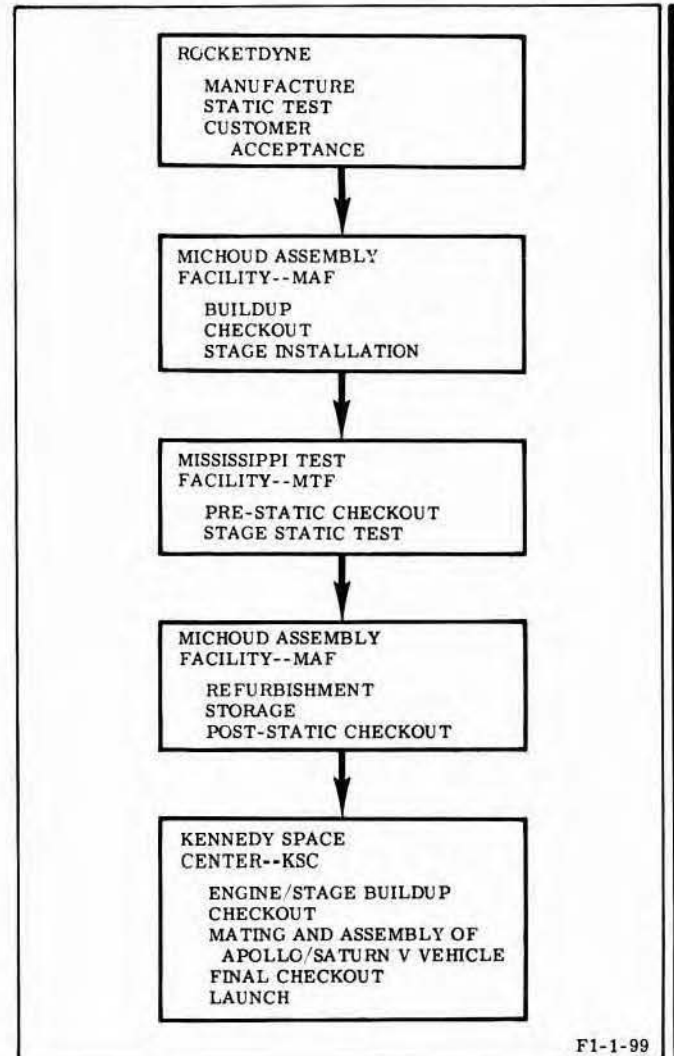 ROCKETDYNE
MANUFACTURE
STATIC TEST
CUSTOMER
ACCEPTANCE
MICHOUD ASSEMBLY
FACILITY--MAF
BUILDUP
CHECKOUT
STAGE INSTALLATION
MISSISSIPPI TEST
FACILITY--MTF
PRE-STATIC CHECKOUT
STAGE STATIC TEST
MICHOUD ASSEMBLY
FACILITY--MAF
REFURBISHMENT
STORAGE
POST-STATIC CHECKOUT
KENNEDY SPACE
CENTER--KSC
ENGINE/STAGE BUILDUP
CHECKOUT
MATING AND ASSEMBLY OF
APOLLO/SATURN V VEHICLE
FINAL CHECKOUT
LAUNCH
F1-1-99